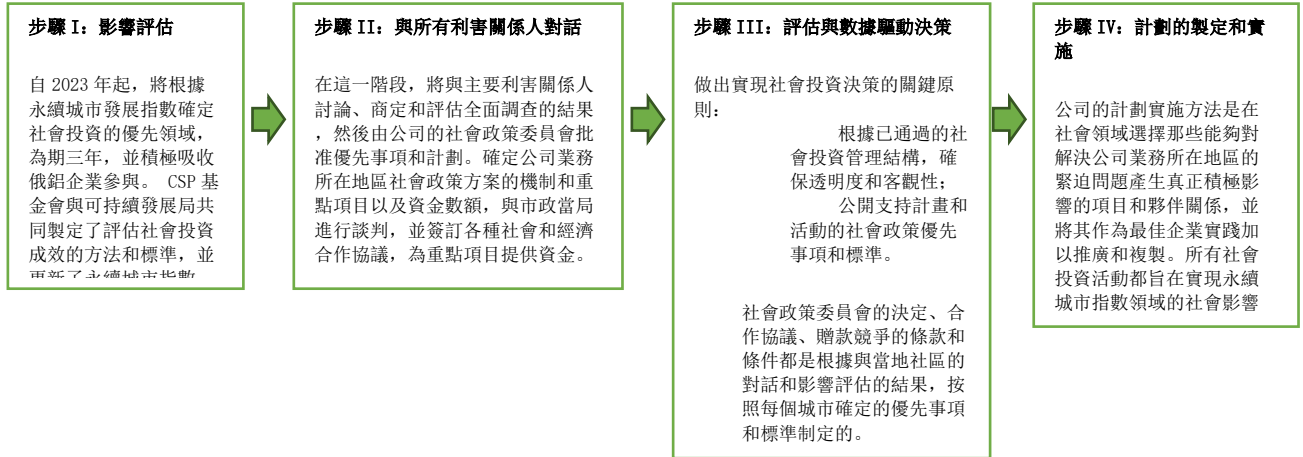 步驟 I：影響評估
自 2023 年起，將根據
永續城市發展指數確定
社會投資的優先領域，
為期三年，並積極吸收
俄鋁企業參與。 CSP 基
金會與可持續發展局共
同製定了評估社會投資
成效的方法和標準，並
更新了永續城市指數
步驟 II：與所有利害關係人對話
在這一階段，將與主要利害關係人
討論、商定和評估全面調查的結果
，然後由公司的社會政策委員會批
准優先事項和計劃。確定公司業務
所在地區社會政策方案的機制和重
點項目以及資金數額，與市政當局
進行談判，並簽訂各種社會和經濟
合作協議，為重點項目提供資金。
步驟 III：評估與數據驅動決策
做出實現社會投資決策的關鍵原
則：
根據已通過的社
會投資管理結構，確
保透明度和客觀性；
公開支持計畫和
活動的社會政策優先
事項和標準。
社會政策委員會的決定、合
作協議、贈款競爭的條款和
條件都是根據與當地社區的
對話和影響評估的結果，按
照每個城市確定的優先事項
和標準制定的。
步驟 IV：計劃的製定和實
施
公司的計劃實施方法是在
社會領域選擇那些能夠對
解決公司業務所在地區的
緊迫問題產生真正積極影
響的項目和夥伴關係，並
將其作為最佳企業實踐加
以推廣和複製。所有社會
投資活動都旨在實現永續
城市指數領域的社會影響